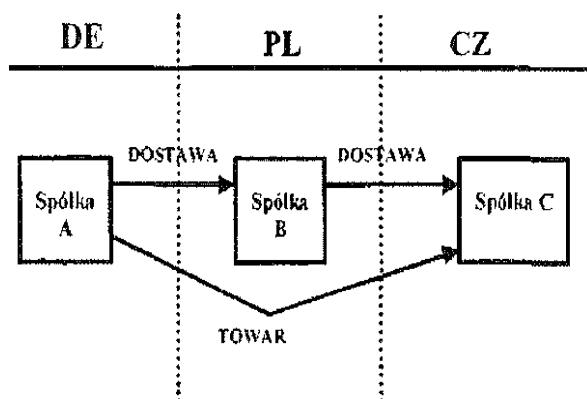 DE PL CZ
DOSTAWA DOSTAWA
Spółka Spółka Spółka C
A B
TOWAR